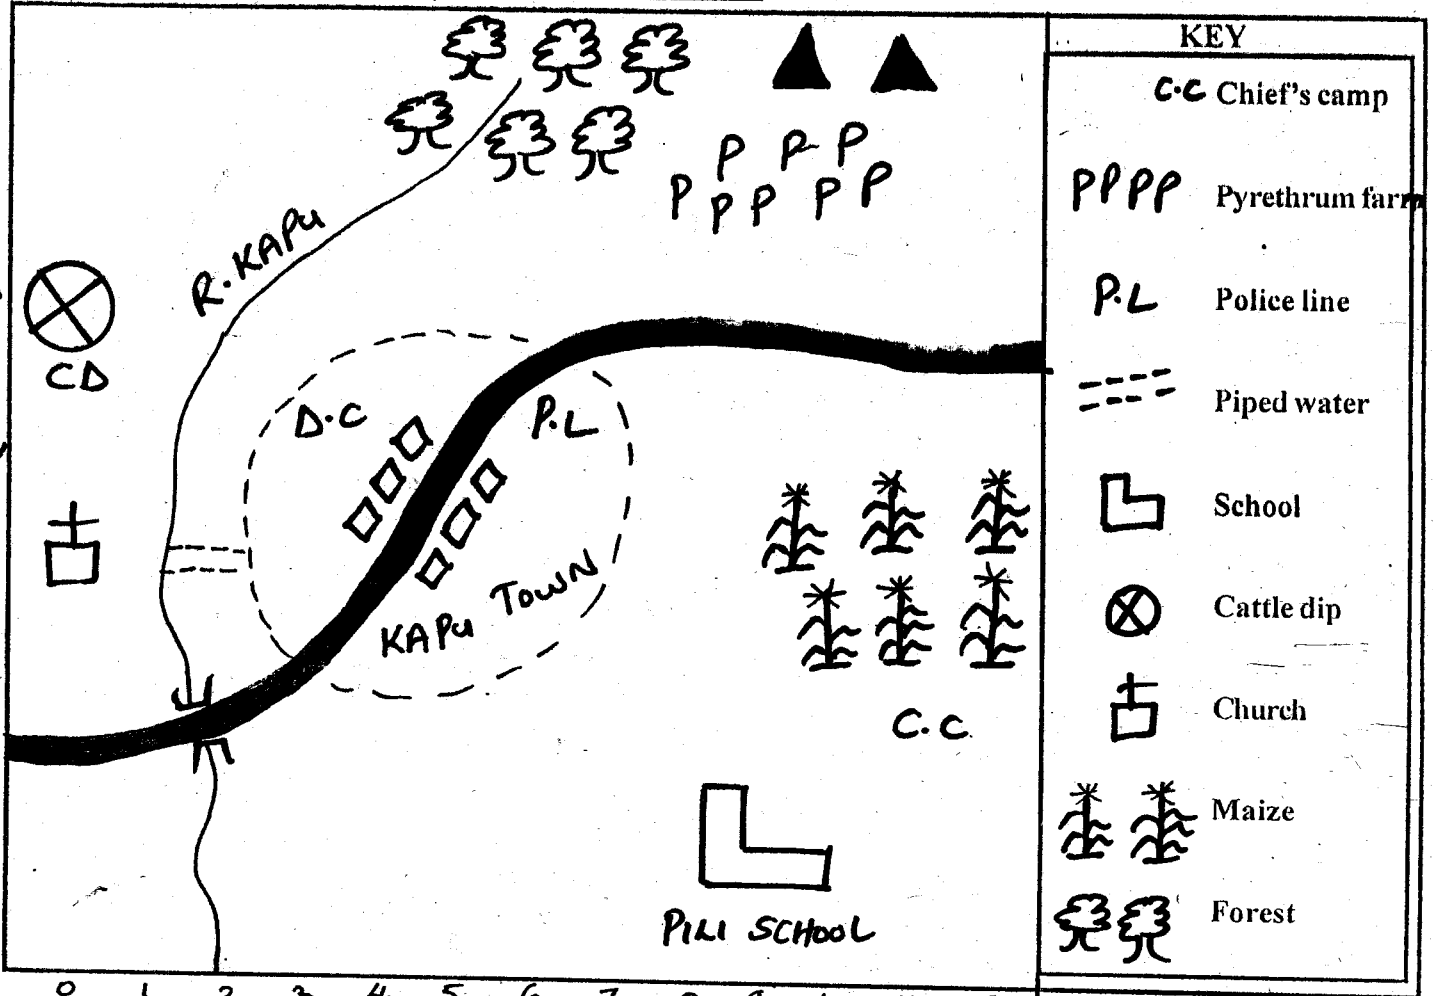 KEY
C.C Chief's camp
P P P P Pyrethrum farm
P.L Police line
Piped water
School
Cattle dip
Church
Maize
Forest
P P P
P P P P P
R.KAPU
CD
D.C
P.L
KAPU TOWN
C.C
PILI SCHOOL
0 1 2 3 4 5 6 7